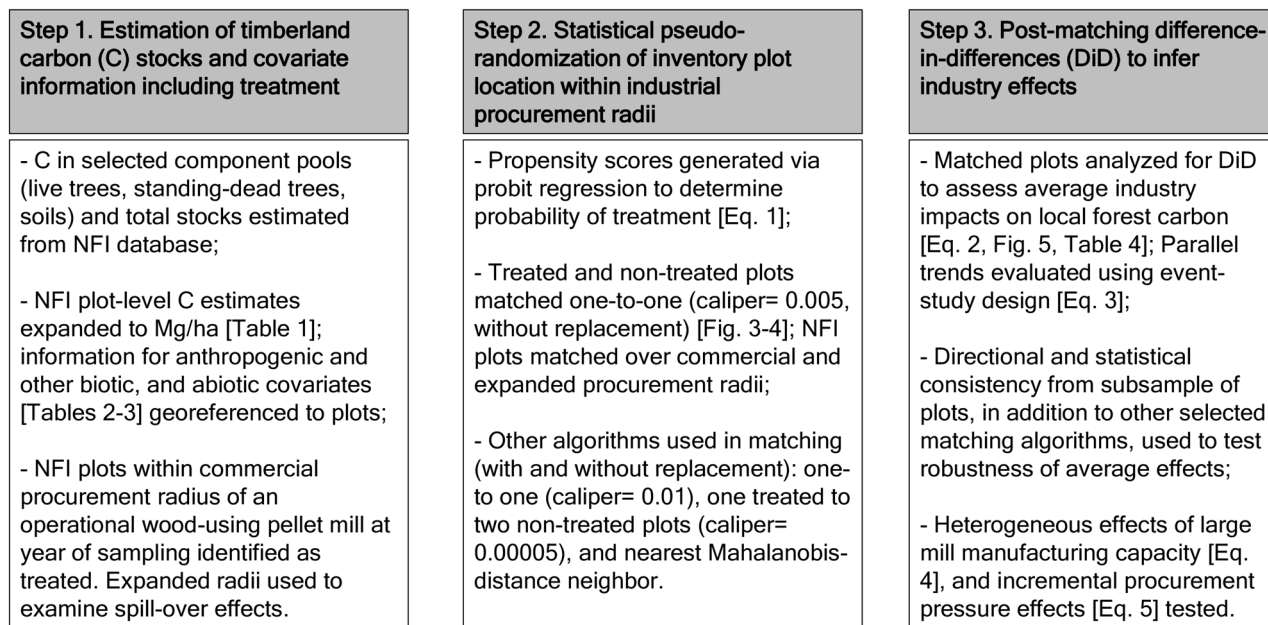 Step 1. Estimation of timberland
carbon (C) stocks and covariate
information including treatment
- C in selected component pools
(live trees, standing-dead trees,
soils) and total stocks estimated
from NFI database;
- NFI plot-level C estimates
expanded to Mg/ha [Table 1];
information for anthropogenic and
other biotic, and abiotic covariates
[Tables 2-3] georeferenced to plots;
- NFI plots within commercial
procurement radius of an
operational wood-using pellet mill at
year of sampling identified as
treated. Expanded radii used to
examine spill-over effects.
Step 2. Statistical pseudo-
randomization of inventory plot
location within industrial
procurement radii
- Propensity scores generated via
probit regression to determine
probability of treatment [Eq. 1];
- Treated and non-treated plots
matched one-to-one (caliper= 0.005,
without replacement) [Fig. 3-4]; NFI
plots matched over commercial and
expanded procurement radii;
- Other algorithms used in matching
(with and without replacement): one-
to one (caliper= 0.01), one treated to
two non-treated plots (caliper=
0.00005), and nearest Mahalanobis-
distance neighbor.
Step 3. Post-matching difference-
in-differences (DiD) to infer
industry effects
- Matched plots analyzed for DiD
to assess average industry
impacts on local forest carbon
[Eq. 2, Fig. 5, Table 4]; Parallel
trends evaluated using event-
study design [Eq. 3];
- Directional and statistical
consistency from subsample of
plots, in addition to other selected
matching algorithms, used to test
robustness of average effects;
- Heterogeneous effects of large
mill manufacturing capacity [Eq.
4], and incremental procurement
pressure effects [Eq. 5] tested.